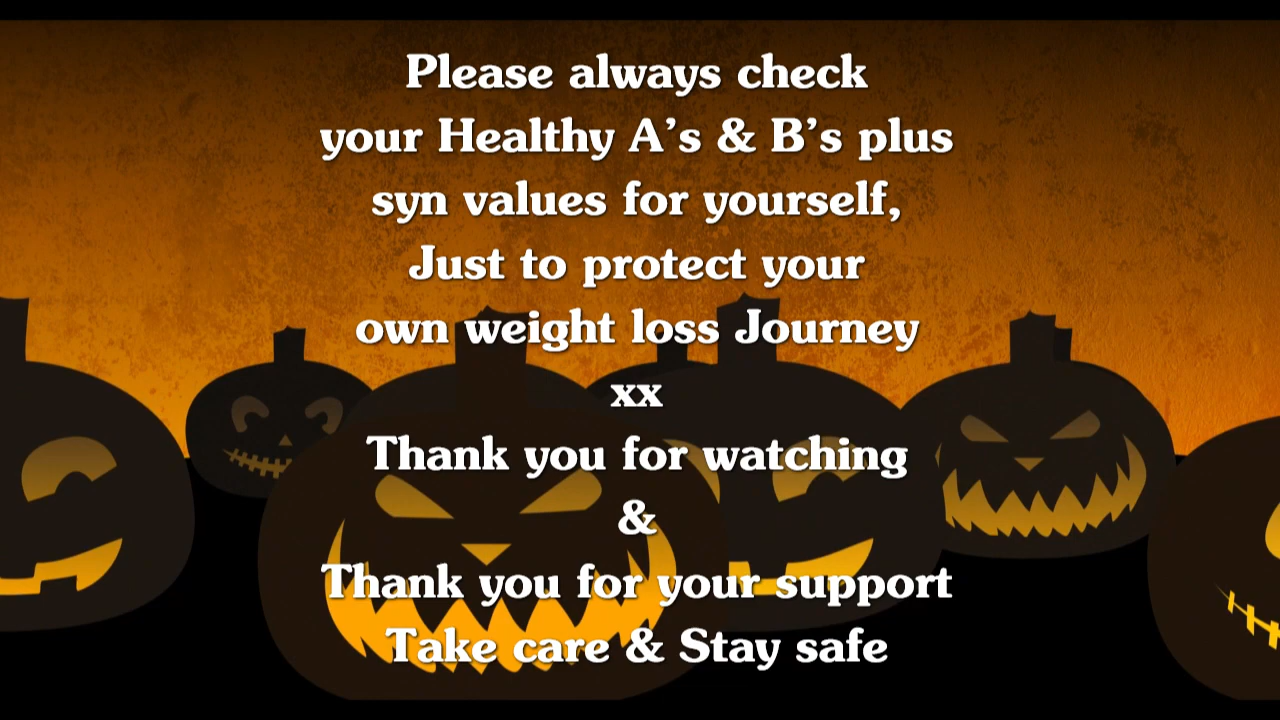 Please always check
your Healthy A’s & B’s plus
syn values for yourself,
Just to protect your
own weight loss Journey
xx
Thank you for watching
&
Thank you for your support
Take care & Stay safe